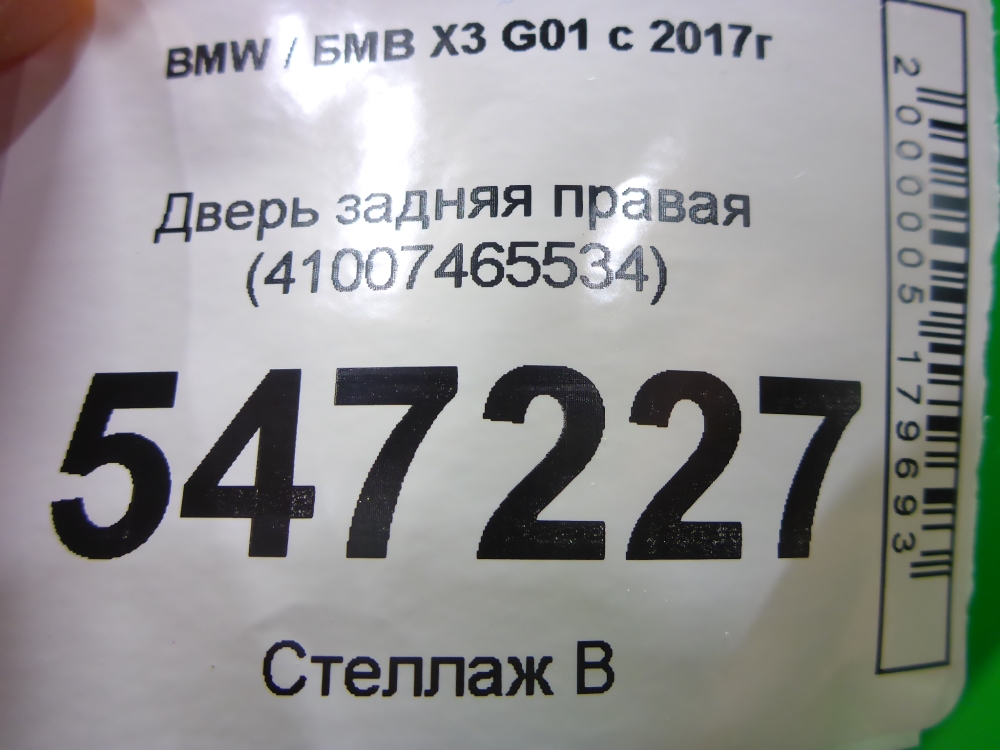 BMW / БМВ X3 G01 с 2017г
Дверь задняя правая
(41007465534)
547227
Стеллаж В
2000005179693